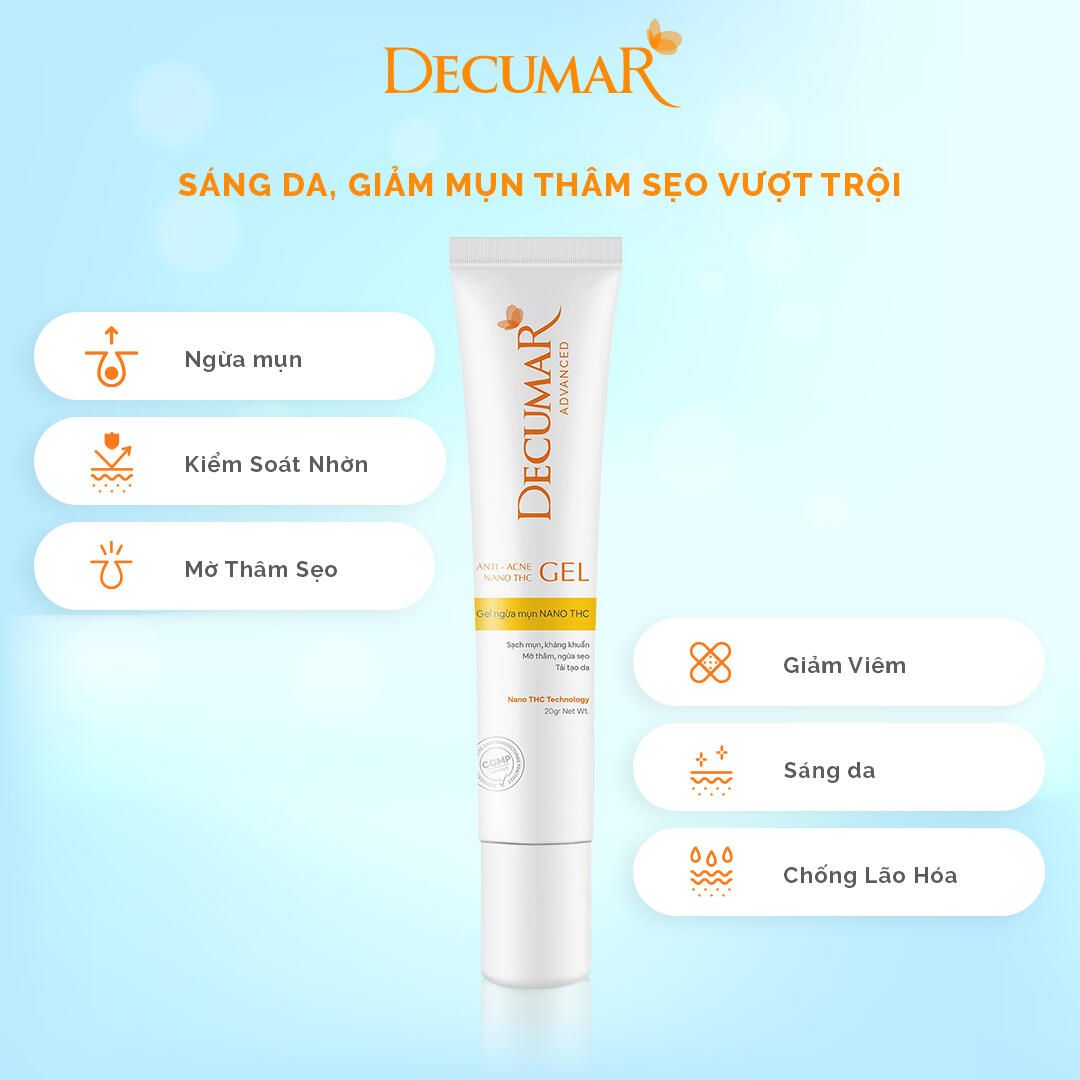 DECUMAR
SÁNG DA, GIẢM MỤN THÂM SẸO VƯỢT TRỘI
Ngừa mụn
Kiểm Soát Nhờn
Mờ Thâm Sẹo
DECUMAR
ADVANCED
ANTI - ACNE
NANO THC GEL
Gel ngừa mụn NANO THC
Sạch mụn, kháng khuẩn
Mờ thâm, ngừa sẹo
Tái tạo da
Nano THC Technology
20gr Net Wt.
CGMP
Giảm Viêm
Sáng da
Chống Lão Hóa